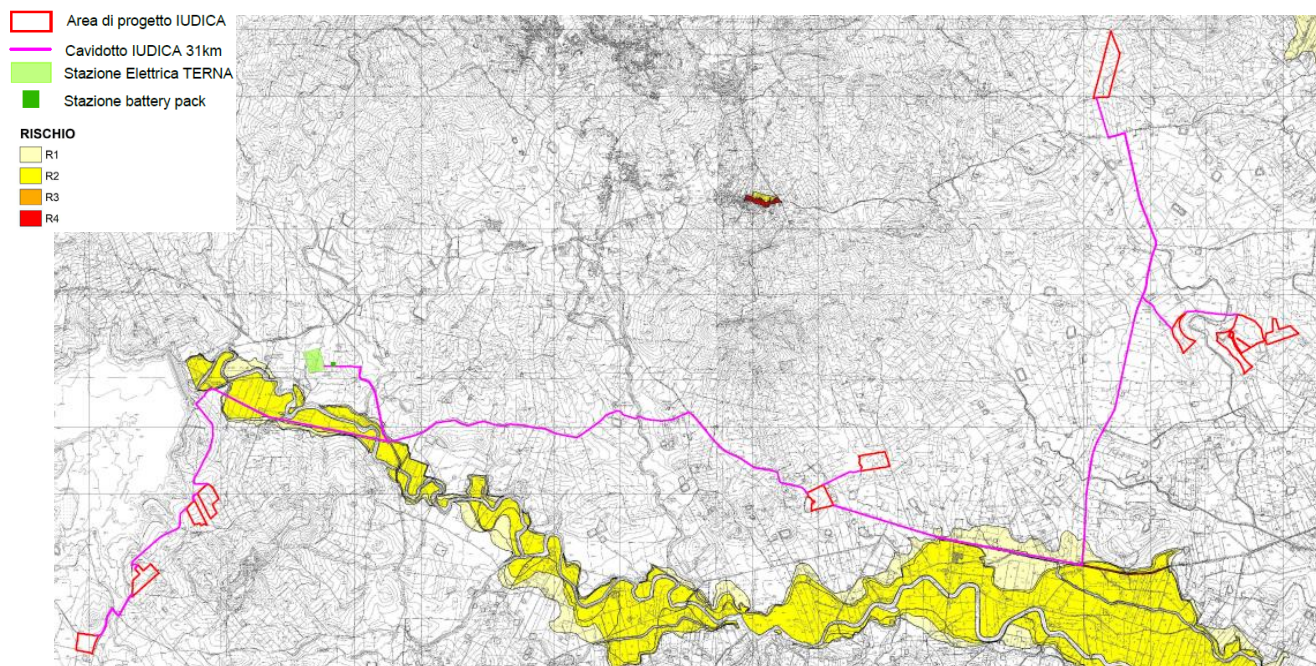 Area di progetto IUDICA
Cavidotto IUDICA 31km
Stazione Elettrica TERNA
Stazione battery pack
RISCHIO
R1
R2
R3
R4